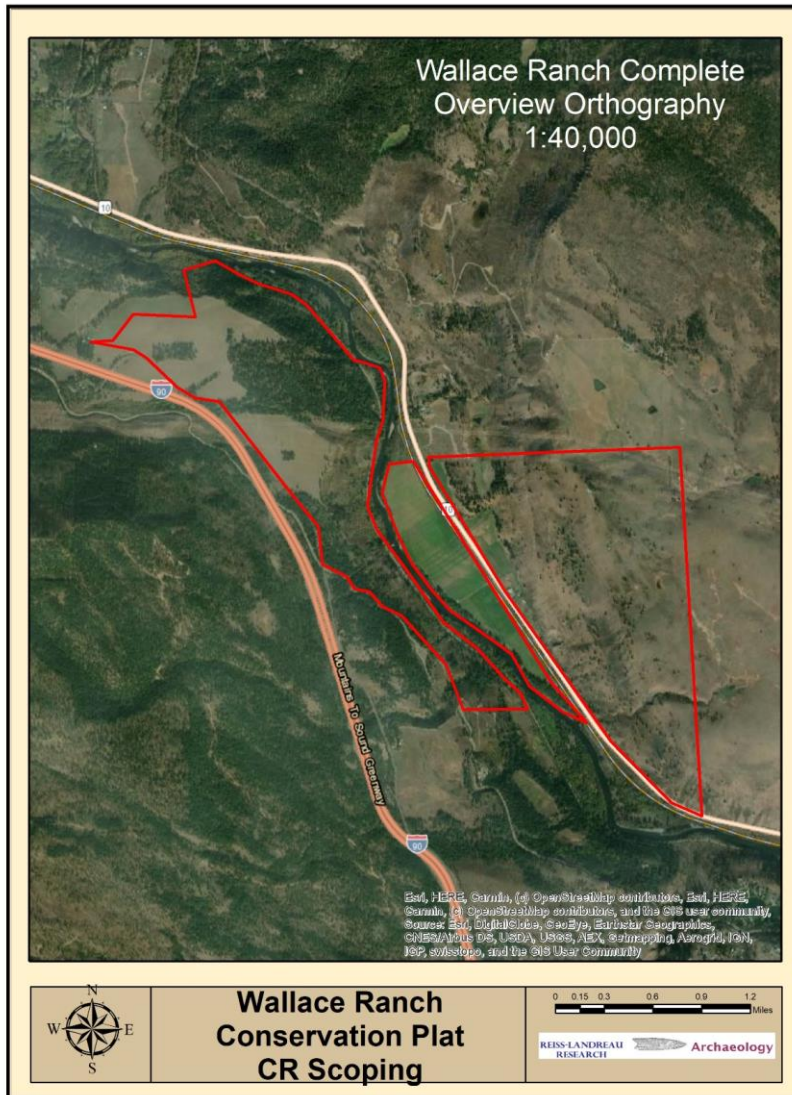 Wallace Ranch Complete
Overview Orthography
1:40,000
10
90
10
Mountains To Sound Greenway
90
Esri, HERE, Garmin, (c) OpenStreetMap contributors, Esri, HERE,
Garmin, (c) OpenStreetMap contributors, and the GIS user community,
Source: Esri, DigitalGlobe, GeoEye, Earthstar Geographics,
CNES/Airbus DS, USDA, USGS, AEX, Getmapping, Aerogrid, IGN,
IGP, swisstopo, and the GIS User Community
N
W E
S
Wallace Ranch
Conservation Plat
CR Scoping
0 0.15 0.3 0.6 0.9 1.2
Miles
REISS-LANDREAU
RESEARCH
Archaeology